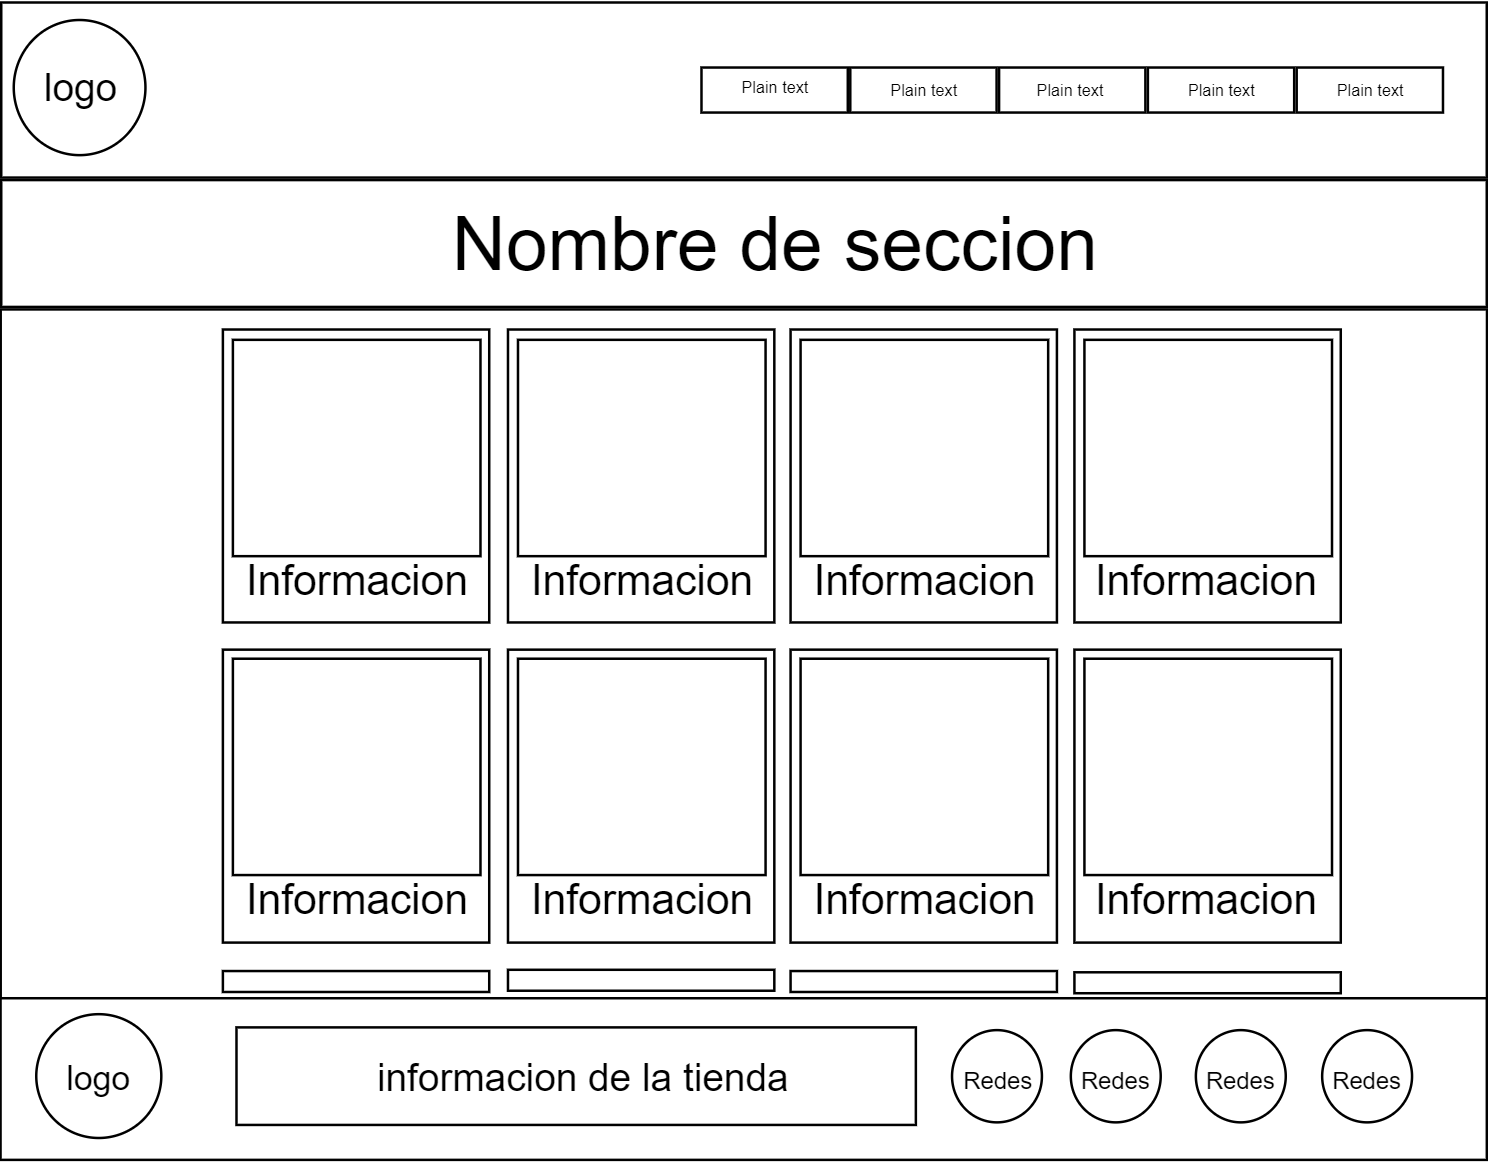 logo
Plain text
Plain text
Plain text
Plain text
Plain text
Nombre de seccion
Informacion
Informacion
Informacion
Informacion
Informacion
Informacion
Informacion
Informacion
logo
informacion de la tienda
Redes
Redes
Redes
Redes